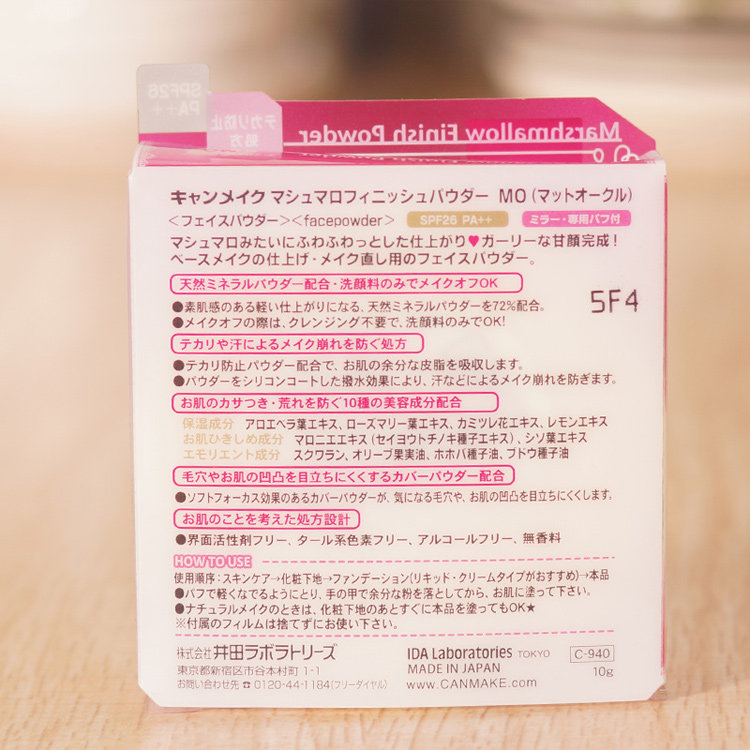 SPF26
PA++
テカリ防止
処方
Marshmallow Finish Powder
キャンメイク マシュマロフィニッシュパウダー MO (マットオークル)
<フェイスパウダー><facepowder> SPF26 PA++ ミラー・専用パフ付
マシュマロみたいにふわふわっとした仕上がり♥ガーリーな甘顔完成!
ベースメイクの仕上げ・メイク直し用のフェイスパウダー。
天然ミネラルパウダー配合・洗顔料のみでメイクオフOK
●素肌感のある軽い仕上がりになる、天然ミネラルパウダーを72%配合。
●メイクオフの際は、クレンジング不要で、洗顔料のみでOK!
5F4
テカリや汗によるメイク崩れを防ぐ処方
●テカリ防止パウダー配合で、お肌の余分な皮脂を吸収します。
●パウダーをシリコンコートした撥水効果により、汗などによるメイク崩れを防ぎます。
お肌のカサつき・荒れを防ぐ10種の美容成分配合
保湿成分 アロエベラ葉エキス、ローズマリー葉エキス、カミツレ花エキス、レモンエキス
お肌ひきしめ成分 マロニエエキス(セイヨウトチノキ種子エキス)、シソ葉エキス
エモリエント成分 スクワラン、オリーブ果実油、ホホバ種子油、ブドウ種子油
毛穴やお肌の凹凸を目立ちにくくするカバーパウダー配合
●ソフトフォーカス効果のあるカバーパウダーが、気になる毛穴や、お肌の凹凸を目立ちにくくします。
お肌のことを考えた処方設計
●界面活性剤フリー、タール系色素フリー、アルコールフリー、無香料
HOW TO USE
使用順序:スキンケア→化粧下地→ファンデーション(リキッド・クリームタイプがおすすめ)→本品
●パフで軽くなでるようにとり、手の甲で余分な粉を落としてから、お肌に塗って下さい。
●ナチュラルメイクのときは、化粧下地のあとすぐに本品を塗ってもOK★
※付属のフィルムは捨てずにお使い下さい。
株式会社 井田ラボラトリーズ IDA Laboratories TOKYO C-940
東京都新宿区市谷本村町 1-1 MADE IN JAPAN 10g
お問い合わせ先 ☎0120-44-1184(フリーダイヤル) www.CANMAKE.com